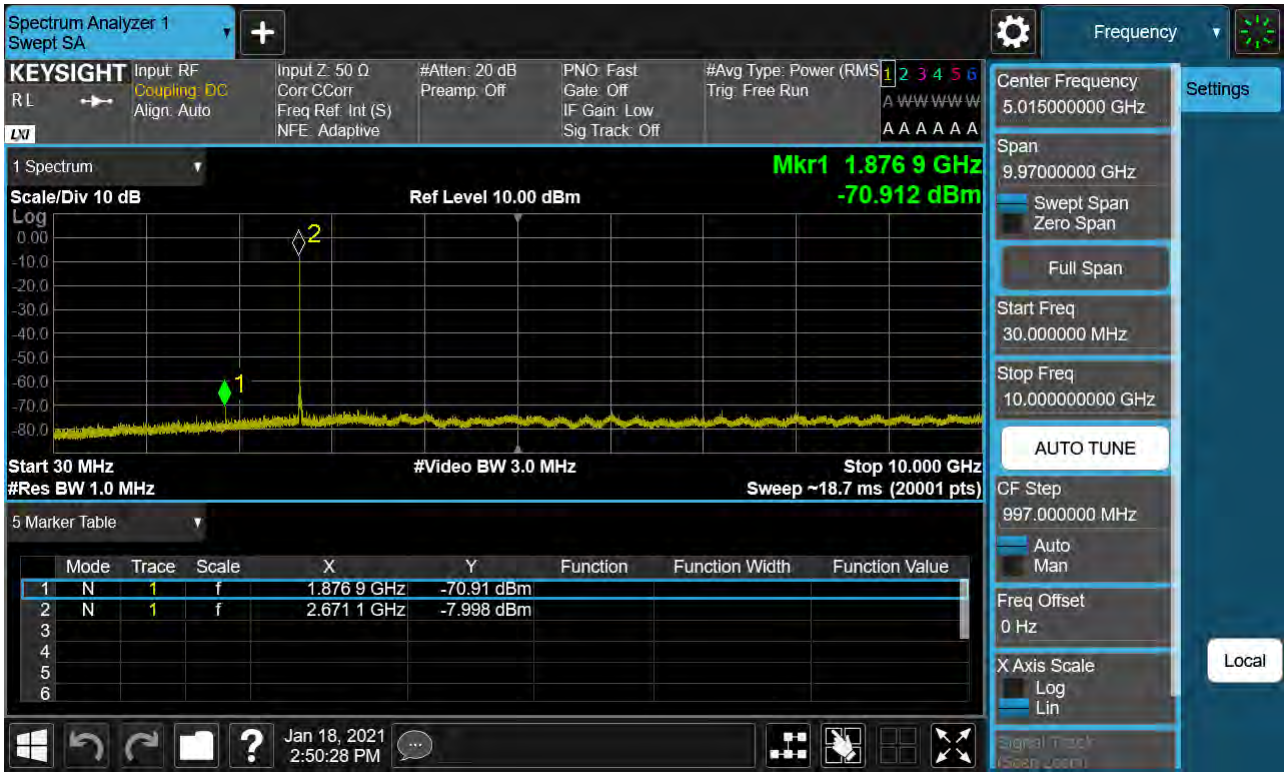 Spectrum Analyzer 1
Swept SA
+
Frequency
KEYSIGHT
RL
LXI
Input: RF
Coupling: DC
Align: Auto
Input Z: 50 Ω
Corr CCorr
Freq Ref: Int (S)
NFE: Adaptive
#Atten: 20 dB
Preamp: Off
PNO: Fast
Gate: Off
IF Gain: Low
Sig Track: Off
#Avg Type: Power (RMS
Trig: Free Run
1 2 3 4 5 6
A W W W W W
A A A A A A
1 Spectrum
Mkr1 1.876 9 GHz
-70.912 dBm
Scale/Div 10 dB
Ref Level 10.00 dBm
Log
0.00
-10.0
-20.0
-30.0
-40.0
-50.0
-60.0
-70.0
-80.0
2
1
Start 30 MHz
#Video BW 3.0 MHz
Stop 10.000 GHz
#Res BW 1.0 MHz
Sweep ~18.7 ms (20001 pts)
5 Marker Table
Mode Trace Scale X Y Function Function Width Function Value
1 N 1 f 1.876 9 GHz -70.91 dBm
2 N 1 f 2.671 1 GHz -7.998 dBm
3
4
5
6
Center Frequency
5.015000000 GHz
Settings
Span
9.97000000 GHz
Swept Span
Zero Span
Full Span
Start Freq
30.000000 MHz
Stop Freq
10.000000000 GHz
AUTO TUNE
CF Step
997.000000 MHz
Auto
Man
Freq Offset
0 Hz
X Axis Scale
Log
Lin
Signal Track
(Span Zoom)
Local
?
Jan 18, 2021
2:50:28 PM